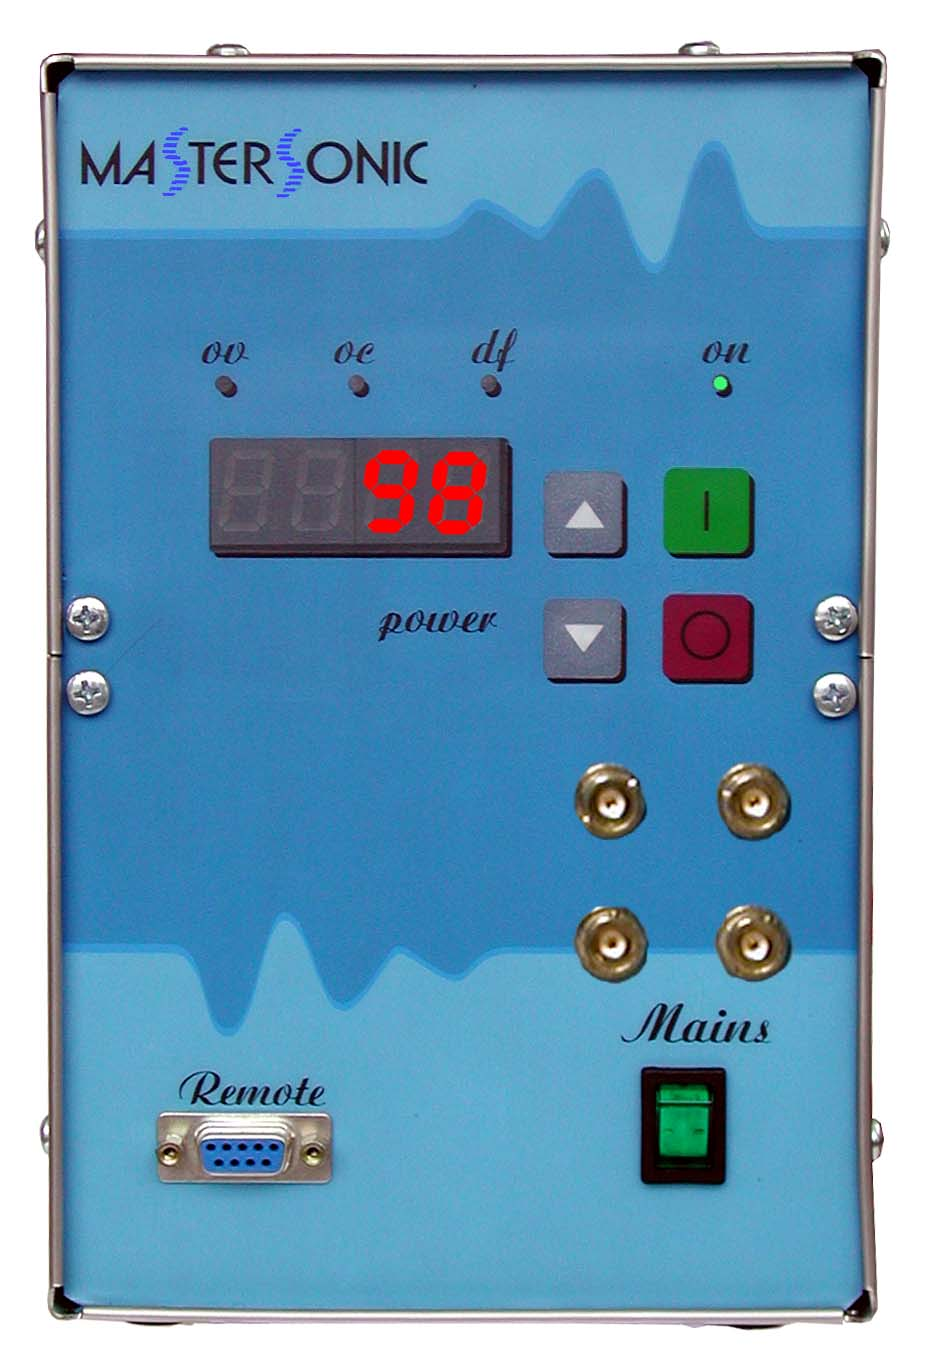 MASTERSONIC
ov oc df on
98
power
Mains
Remote